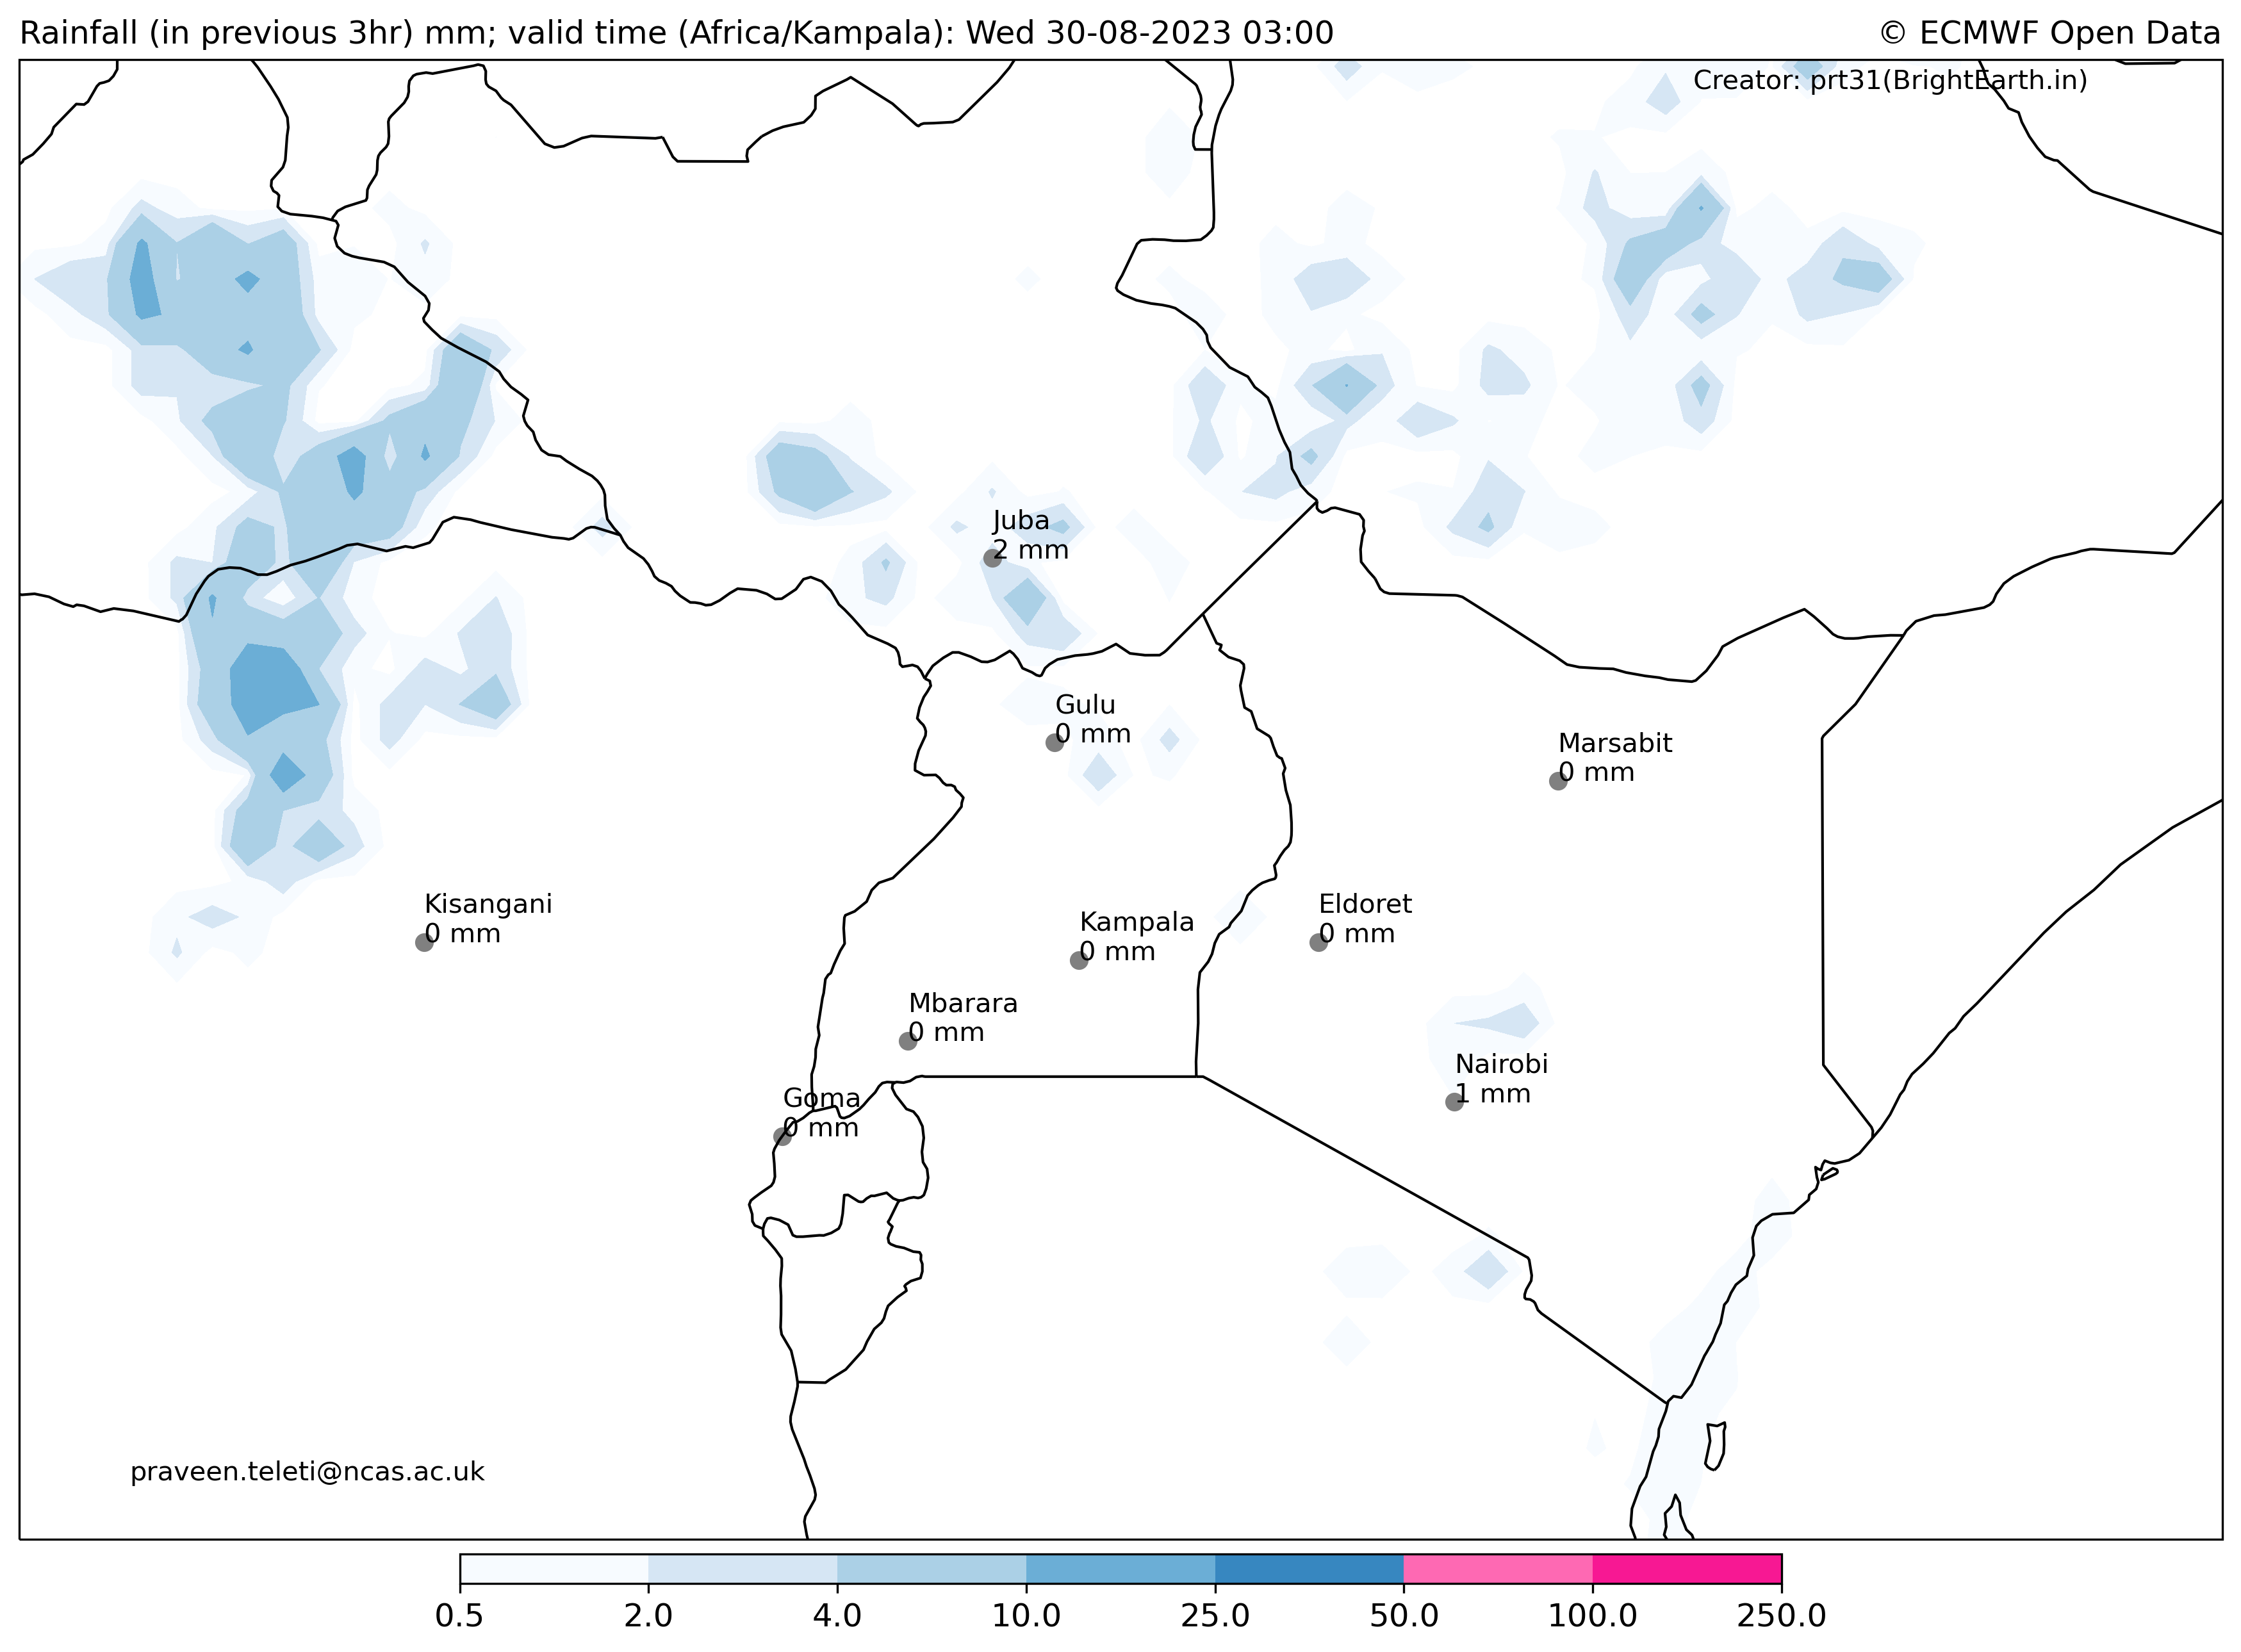 Rainfall (in previous 3hr) mm; valid time (Africa/Kampala): Wed 30-08-2023 03:00
© ECMWF Open Data
Creator: prt31(BrightEarth.in)
Juba
2 mm
Gulu
0 mm
Marsabit
0 mm
Kisangani
0 mm
Eldoret
0 mm
Kampala
0 mm
Mbarara
0 mm
Nairobi
1 mm
Goma
0 mm
praveen.teleti@ncas.ac.uk
0.5 2.0 4.0 10.0 25.0 50.0 100.0 250.0